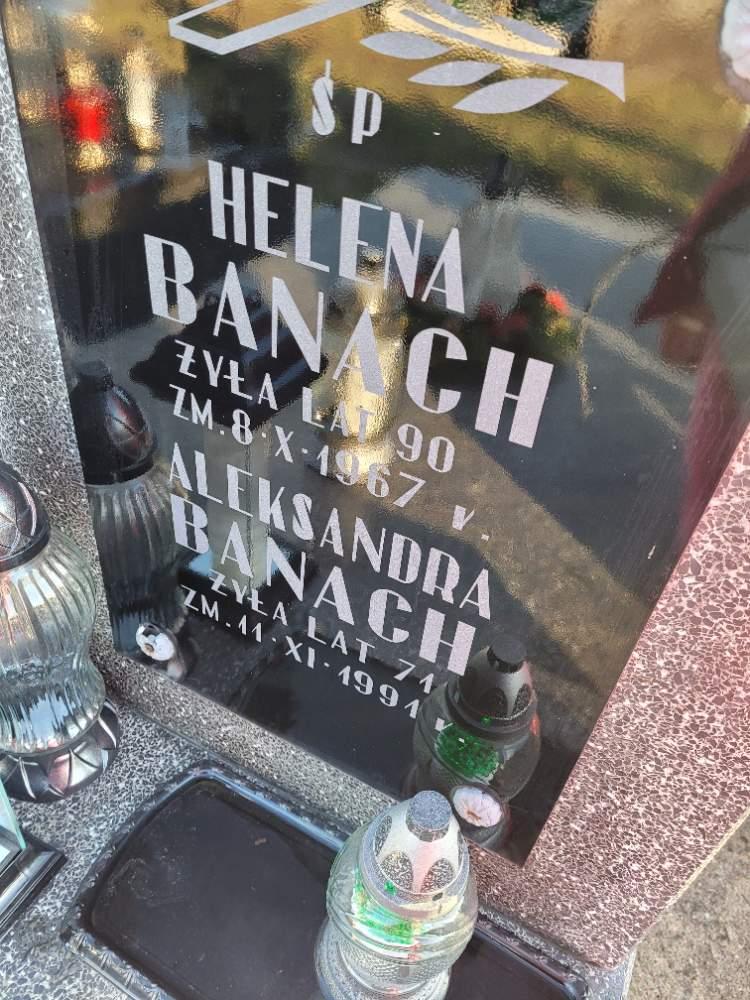 ŚP
HELENA
BANACH
ŻYŁA LAT 90
ZM. 8·X·1967 r.
ALEKSANDRA
BANACH
ŻYŁA LAT 71
ZM. 11·XI·1991 r.